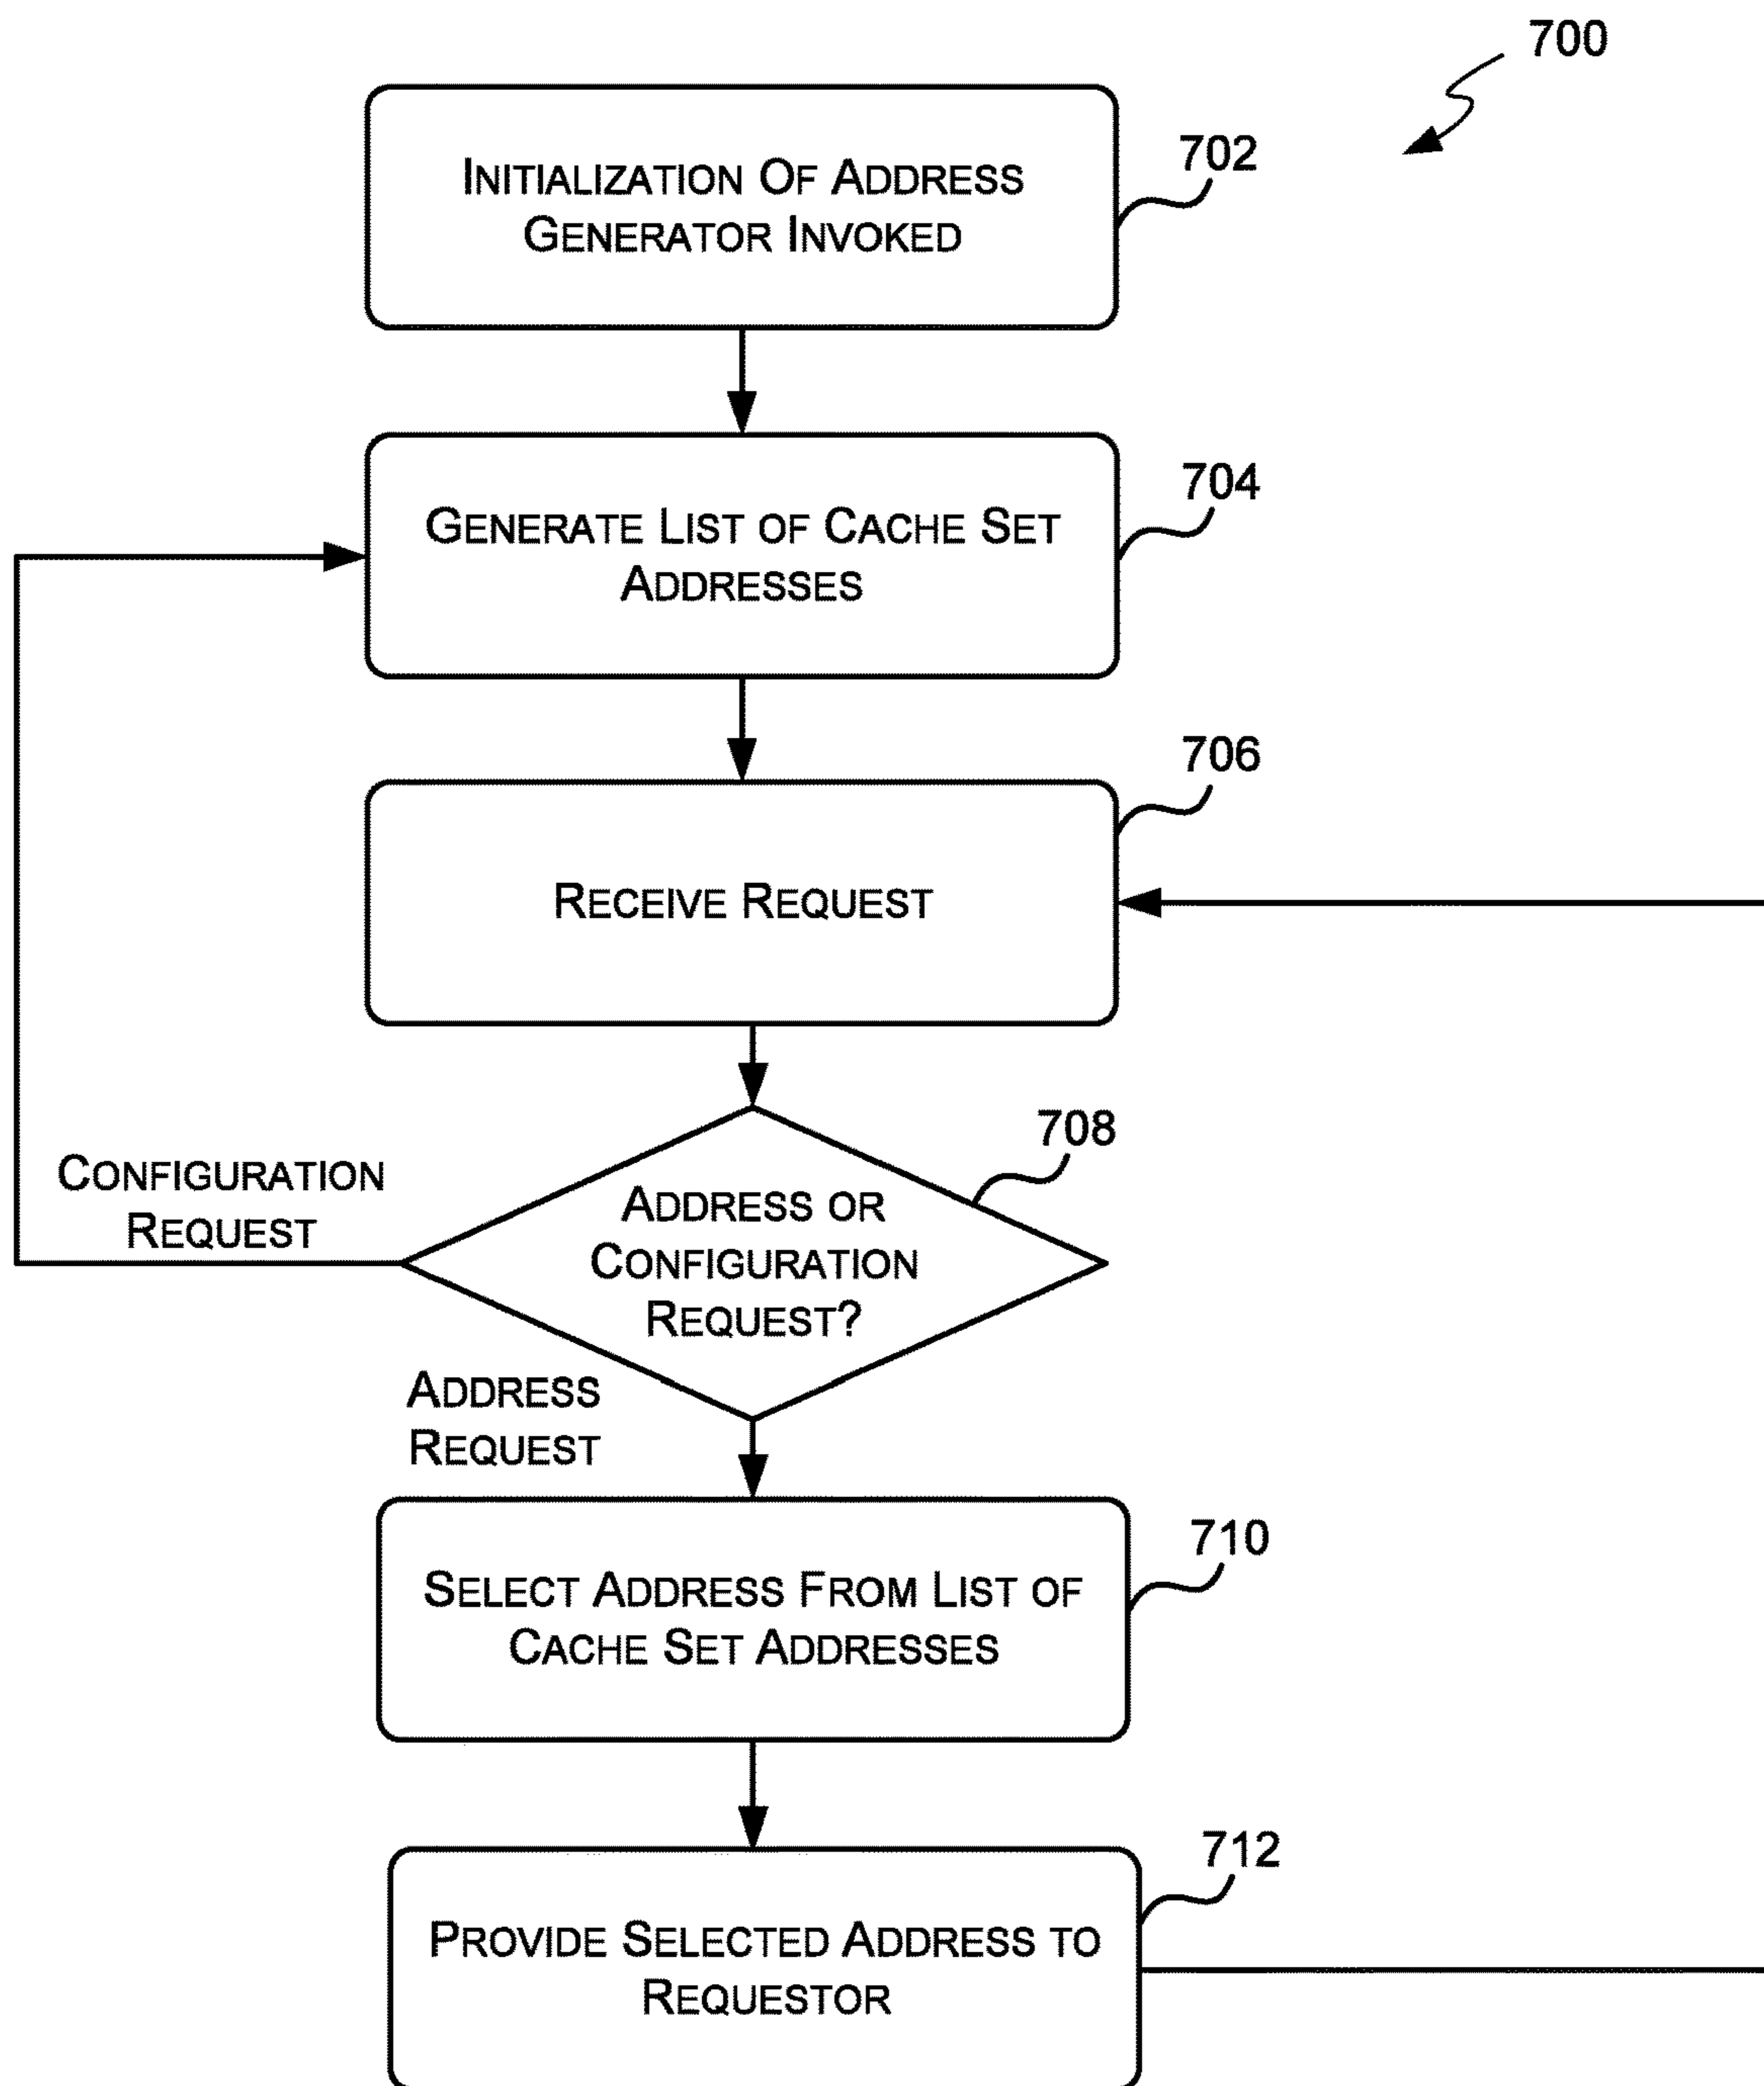 700
702
INITIALIZATION OF ADDRESS
GENERATOR INVOKED
704
GENERATE LIST OF CACHE SET
ADDRESSES
706
RECEIVE REQUEST
708
CONFIGURATION
REQUEST
ADDRESS OR
CONFIGURATION
REQUEST?
ADDRESS
REQUEST
710
SELECT ADDRESS FROM LIST OF
CACHE SET ADDRESSES
712
PROVIDE SELECTED ADDRESS TO
REQUESTOR